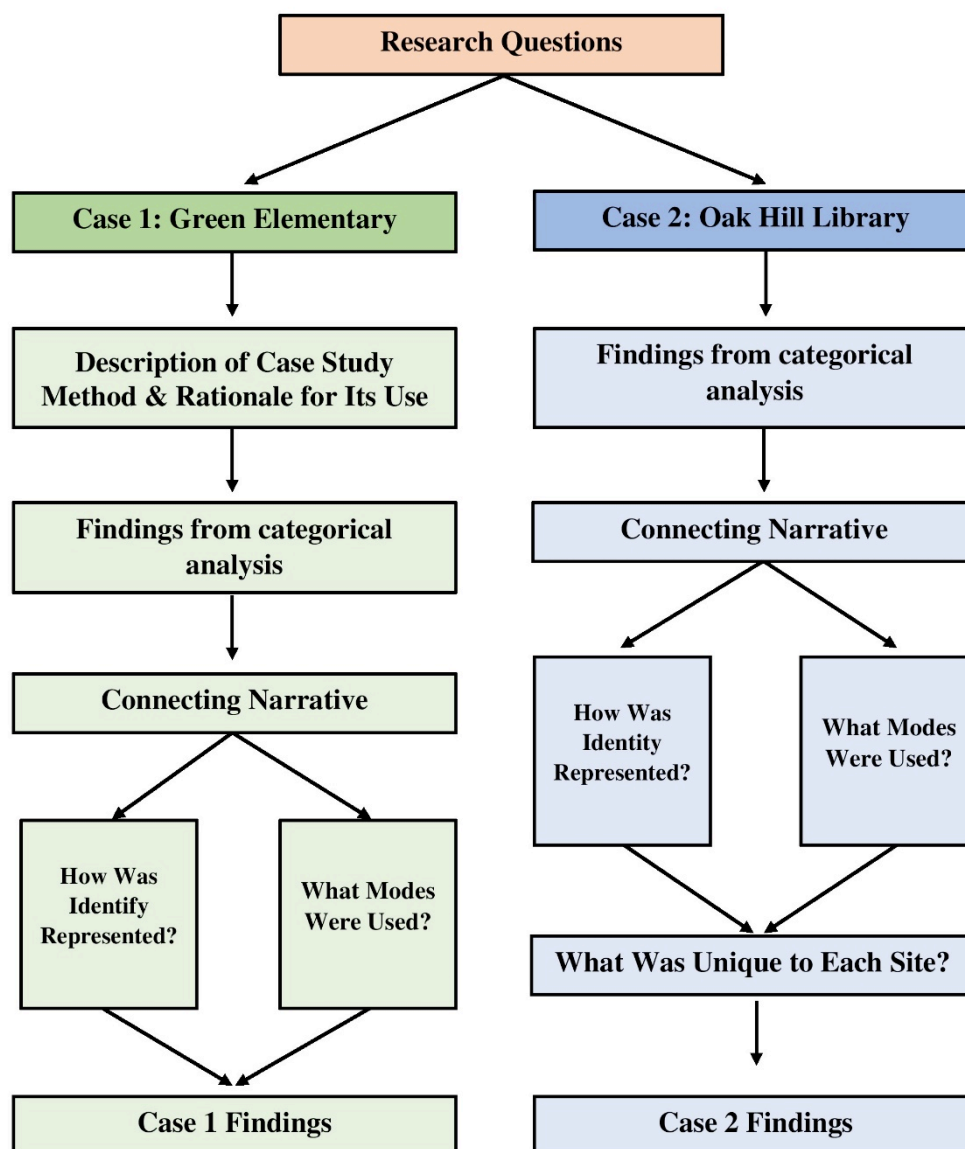 Research Questions
Case 1: Green Elementary
Description of Case Study
Method & Rationale for Its Use
Findings from categorical
analysis
Connecting Narrative
How Was
Identify
Represented?
What Modes
Were Used?
Case 1 Findings
Case 2: Oak Hill Library
Findings from categorical
analysis
Connecting Narrative
How Was
Identity
Represented?
What Modes
Were Used?
What Was Unique to Each Site?
Case 2 Findings